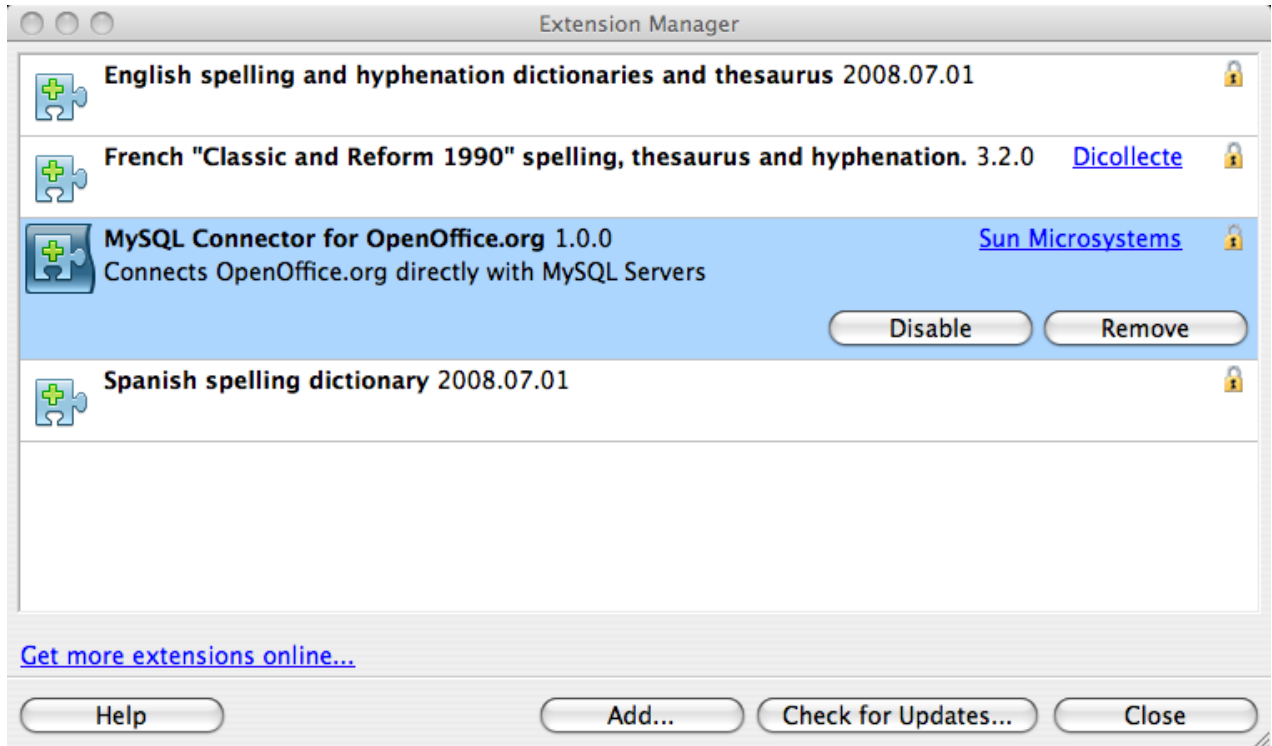 Extension Manager
English spelling and hyphenation dictionaries and thesaurus 2008.07.01
French "Classic and Reform 1990" spelling, thesaurus and hyphenation. 3.2.0 Dicollecte
MySQL Connector for OpenOffice.org 1.0.0 Sun Microsystems
Connects OpenOffice.org directly with MySQL Servers
Disable Remove
Spanish spelling dictionary 2008.07.01
Get more extensions online...
Help Add... Check for Updates... Close